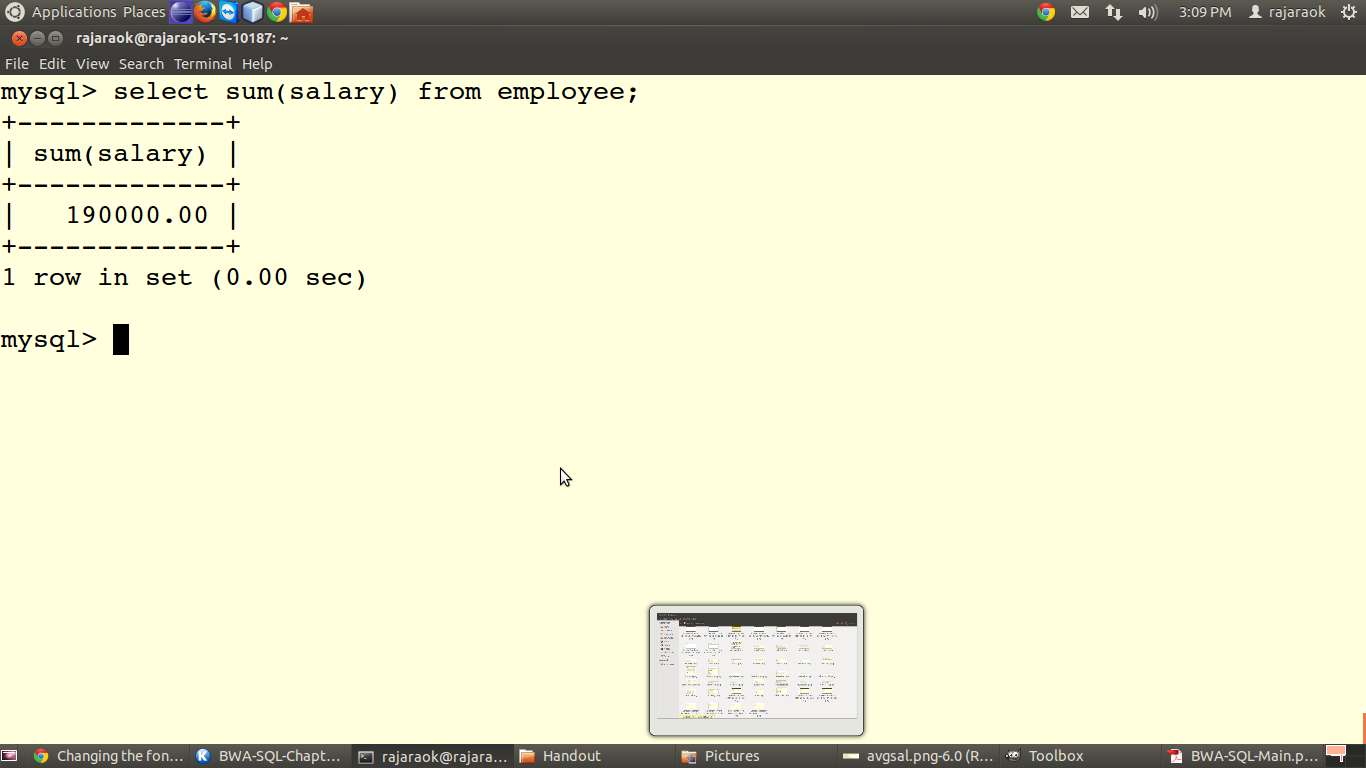 Applications Places
3:09 PM rajaraok
rajaraok@rajaraok-TS-10187: ~
File Edit View Search Terminal Help
mysql> select sum(salary) from employee;
+-------------+
| sum(salary) |
+-------------+
|   190000.00 |
+-------------+
1 row in set (0.00 sec)
mysql>
Changing the fon... BWA-SQL-Chapt... rajaraok@rajara... Handout Pictures avgsal.png-6.0 (R... Toolbox BWA-SQL-Main.p...